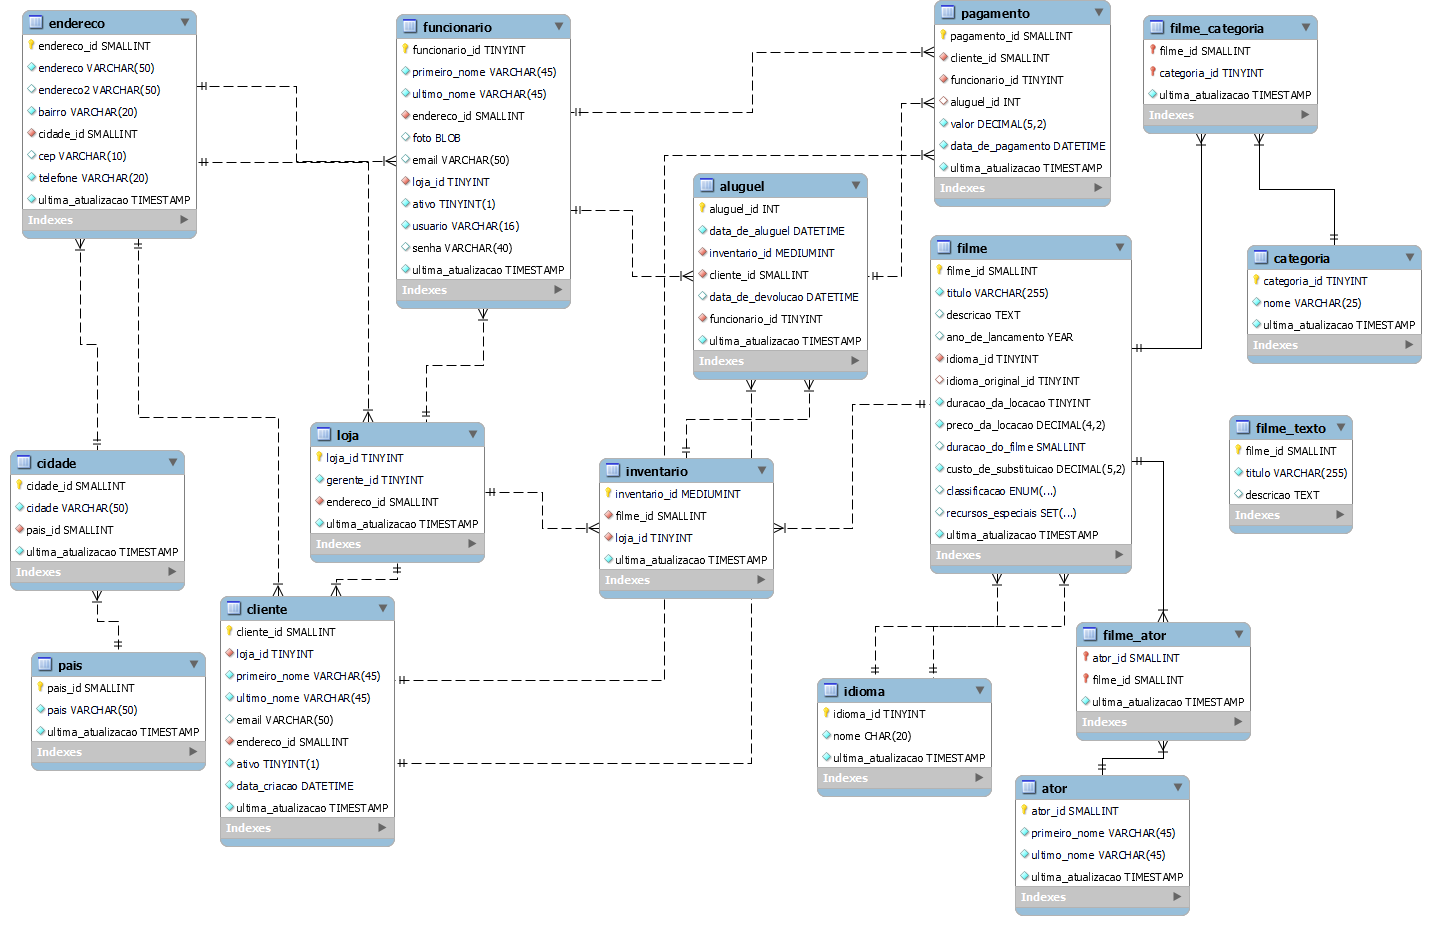 endereco
endereco_id SMALLINT
endereco VARCHAR(50)
endereco2 VARCHAR(50)
bairro VARCHAR(20)
cidade_id SMALLINT
cep VARCHAR(10)
telefone VARCHAR(20)
ultima_atualizacao TIMESTAMP
Indexes
funcionario
funcionario_id TINYINT
primeiro_nome VARCHAR(45)
ultimo_nome VARCHAR(45)
endereco_id SMALLINT
foto BLOB
email VARCHAR(50)
loja_id TINYINT
ativo TINYINT(1)
usuario VARCHAR(16)
senha VARCHAR(40)
ultima_atualizacao TIMESTAMP
Indexes
pagamento
pagamento_id SMALLINT
cliente_id SMALLINT
funcionario_id TINYINT
aluguel_id INT
valor DECIMAL(5,2)
data_de_pagamento DATETIME
ultima_atualizacao TIMESTAMP
Indexes
filme_categoria
filme_id SMALLINT
categoria_id TINYINT
ultima_atualizacao TIMESTAMP
Indexes
aluguel
aluguel_id INT
data_de_aluguel DATETIME
inventario_id MEDIUMINT
cliente_id SMALLINT
data_de_devolucao DATETIME
funcionario_id TINYINT
ultima_atualizacao TIMESTAMP
Indexes
filme
filme_id SMALLINT
titulo VARCHAR(255)
descricao TEXT
ano_de_lancamento YEAR
idioma_id TINYINT
idioma_original_id TINYINT
duracao_da_locacao TINYINT
preco_da_locacao DECIMAL(4,2)
duracao_do_filme SMALLINT
custo_de_substituicao DECIMAL(5,2)
classificacao ENUM(...)
recursos_especiais SET(...)
ultima_atualizacao TIMESTAMP
Indexes
categoria
categoria_id TINYINT
nome VARCHAR(25)
ultima_atualizacao TIMESTAMP
Indexes
filme_texto
filme_id SMALLINT
titulo VARCHAR(255)
descricao TEXT
Indexes
loja
loja_id TINYINT
gerente_id TINYINT
endereco_id SMALLINT
ultima_atualizacao TIMESTAMP
Indexes
cidade
cidade_id SMALLINT
cidade VARCHAR(50)
pais_id SMALLINT
ultima_atualizacao TIMESTAMP
Indexes
inventario
inventario_id MEDIUMINT
filme_id SMALLINT
loja_id TINYINT
ultima_atualizacao TIMESTAMP
Indexes
cliente
cliente_id SMALLINT
loja_id TINYINT
primeiro_nome VARCHAR(45)
ultimo_nome VARCHAR(45)
email VARCHAR(50)
endereco_id SMALLINT
ativo TINYINT(1)
data_criacao DATETIME
ultima_atualizacao TIMESTAMP
Indexes
pais
pais_id SMALLINT
pais VARCHAR(50)
ultima_atualizacao TIMESTAMP
Indexes
filme_ator
ator_id SMALLINT
filme_id SMALLINT
ultima_atualizacao TIMESTAMP
Indexes
idioma
idioma_id TINYINT
nome CHAR(20)
ultima_atualizacao TIMESTAMP
Indexes
ator
ator_id SMALLINT
primeiro_nome VARCHAR(45)
ultimo_nome VARCHAR(45)
ultima_atualizacao TIMESTAMP
Indexes